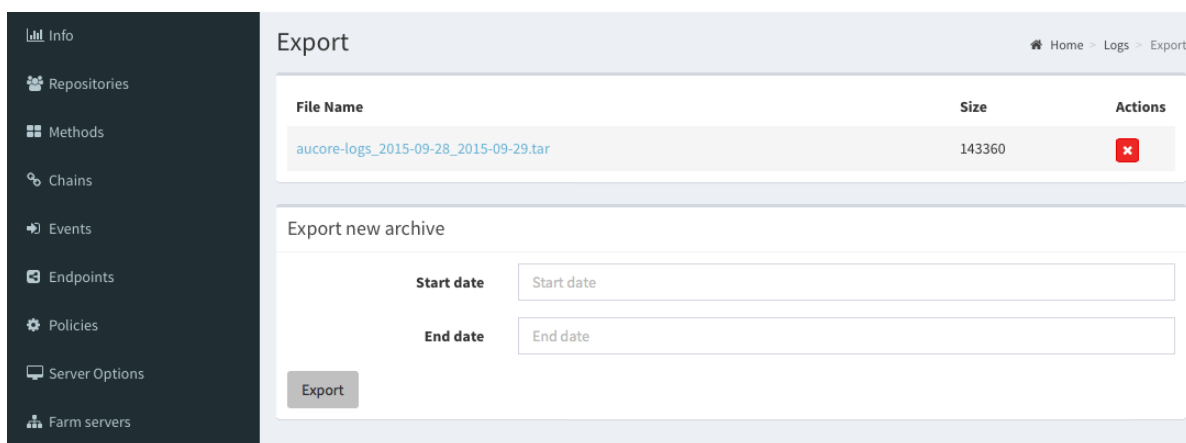 Info
Repositories
Methods
Chains
Events
Endpoints
Policies
Server Options
Farm servers
Export
Home > Logs > Export
File Name Size Actions
aucore-logs_2015-09-28_2015-09-29.tar 143360
Export new archive
Start date Start date
End date End date
Export